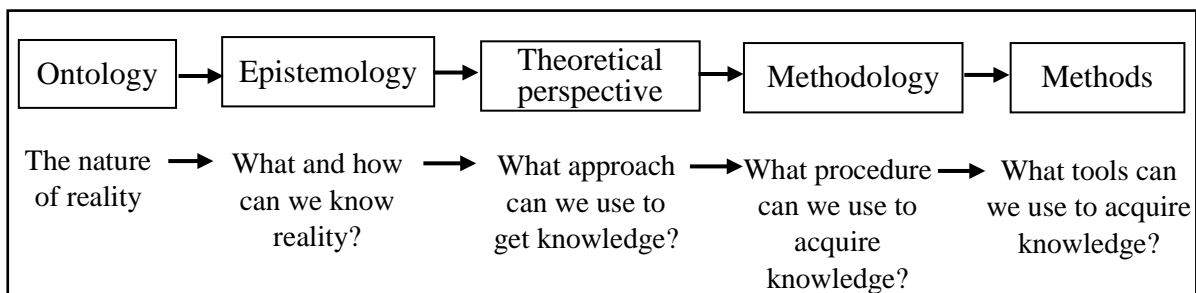 Ontology
Epistemology
Theoretical
perspective
Methodology
Methods
The nature
of reality
What and how
can we know
reality?
What approach
can we use to
get knowledge?
What procedure
can we use to
acquire
knowledge?
What tools can
we use to acquire
knowledge?